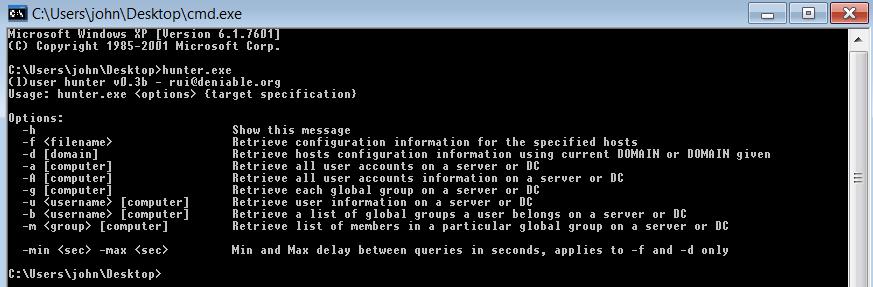 C:\Users\john\Desktop\cmd.exe
Microsoft Windows XP [Version 6.1.7601]
(C) Copyright 1985-2001 Microsoft Corp.
C:\Users\john\Desktop>hunter.exe
(l)user hunter v0.3b - rui@deniable.org
Usage: hunter.exe <options> {target specification}
Options:
-h Show this message
-f <filename> Retrieve configuration information for the specified hosts
-d [domain] Retrieve hosts configuration information using current DOMAIN or DOMAIN given
-a [computer] Retrieve all user accounts on a server or DC
-A [computer] Retrieve all user accounts information on a server or DC
-g [computer] Retrieve each global group on a server or DC
-u <username> [computer] Retrieve user information on a server or DC
-b <username> [computer] Retrieve a list of global groups a user belongs on a server or DC
-m <group> [computer] Retrieve list of members in a particular global group on a server or DC
-min <sec> -max <sec> Min and Max delay between queries in seconds, applies to -f and -d only
C:\Users\john\Desktop>